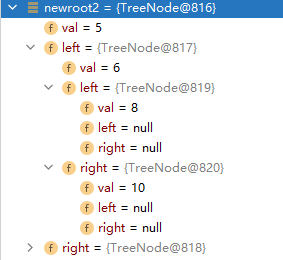 newroot2 = {TreeNode@816}
f val = 5
f left = {TreeNode@817}
f val = 6
f left = {TreeNode@819}
f val = 8
f left = null
f right = null
f right = {TreeNode@820}
f val = 10
f left = null
f right = null
f right = {TreeNode@818}